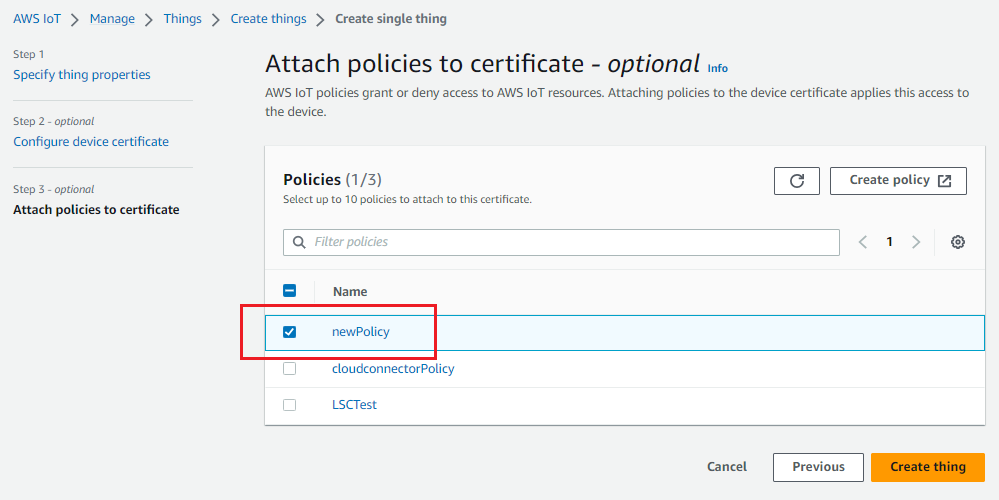 AWS IoT > Manage > Things > Create things > Create single thing
Step 1
Specify thing properties
Step 2 - optional
Configure device certificate
Step 3 - optional
Attach policies to certificate
Attach policies to certificate - optional Info
AWS IoT policies grant or deny access to AWS IoT resources. Attaching policies to the device certificate applies this access to
the device.
Policies (1/3)
Select up to 10 policies to attach to this certificate.
Create policy
Filter policies
1
Name
newPolicy
cloudconnectorPolicy
LSCTest
Cancel
Previous
Create thing